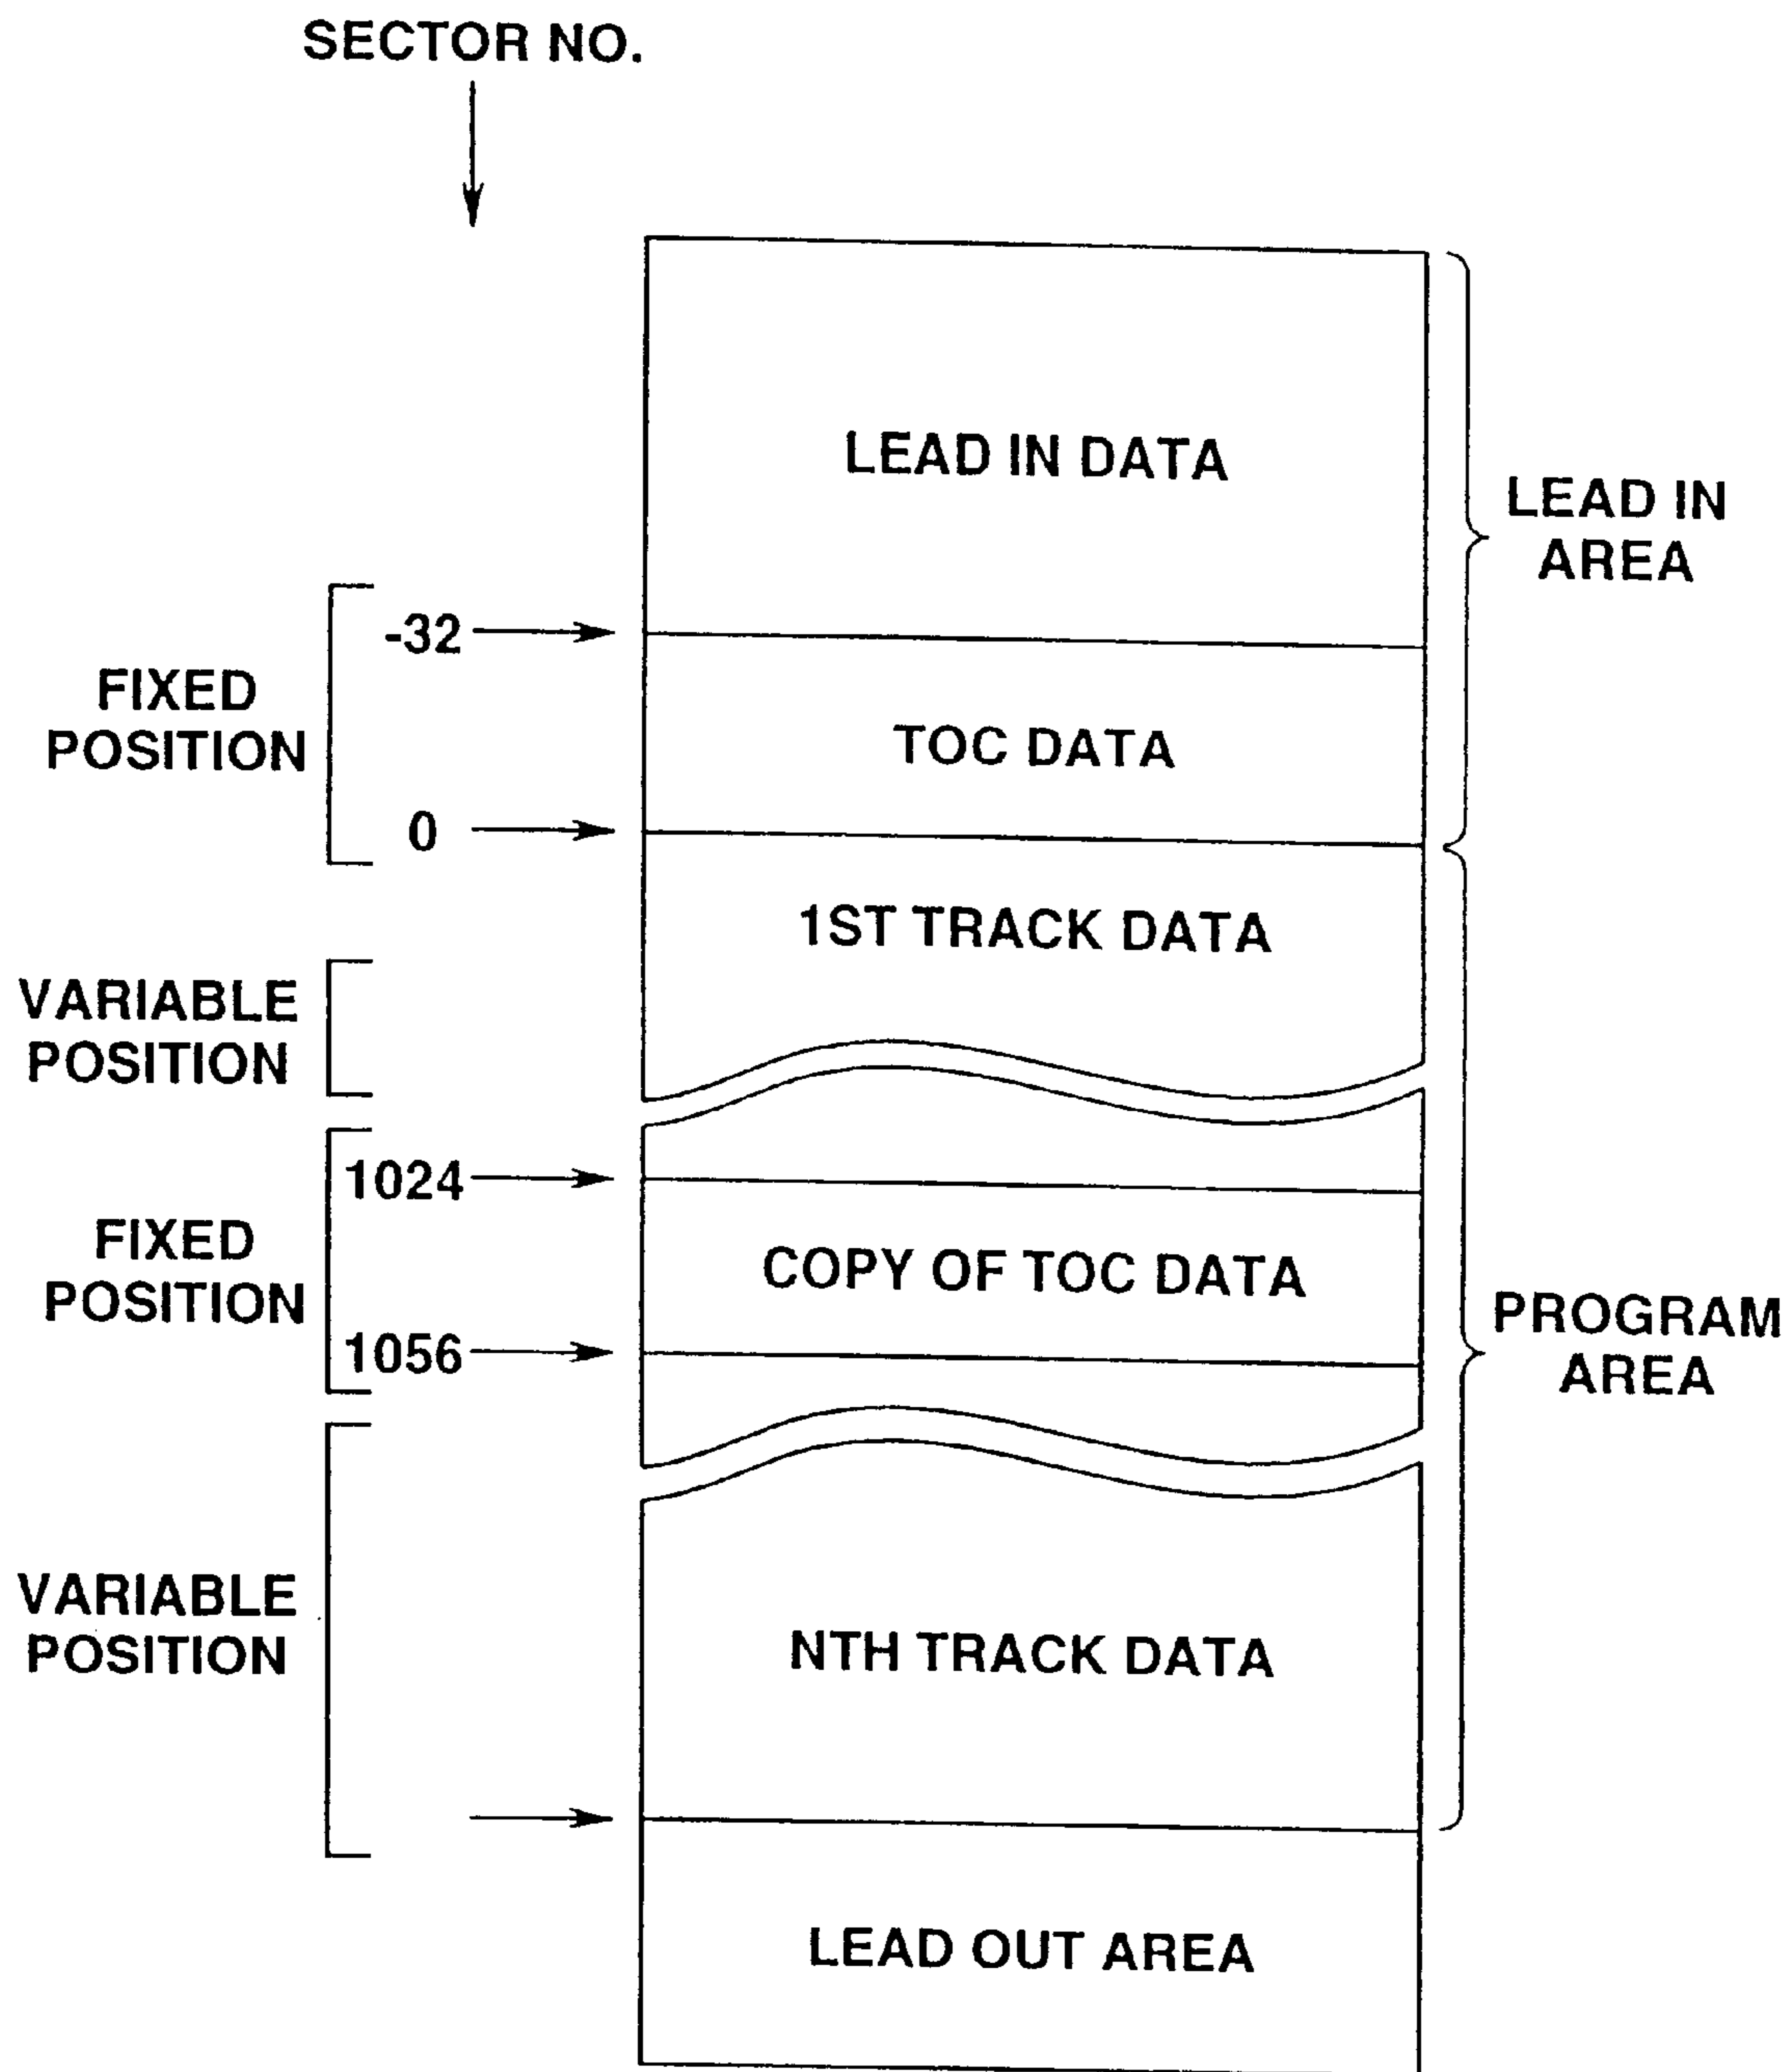 SECTOR NO.
LEAD IN DATA
LEAD IN
AREA
-32
FIXED
POSITION
TOC DATA
0
1ST TRACK DATA
VARIABLE
POSITION
1024
FIXED
POSITION
COPY OF TOC DATA
1056
PROGRAM
AREA
VARIABLE
POSITION
NTH TRACK DATA
LEAD OUT AREA